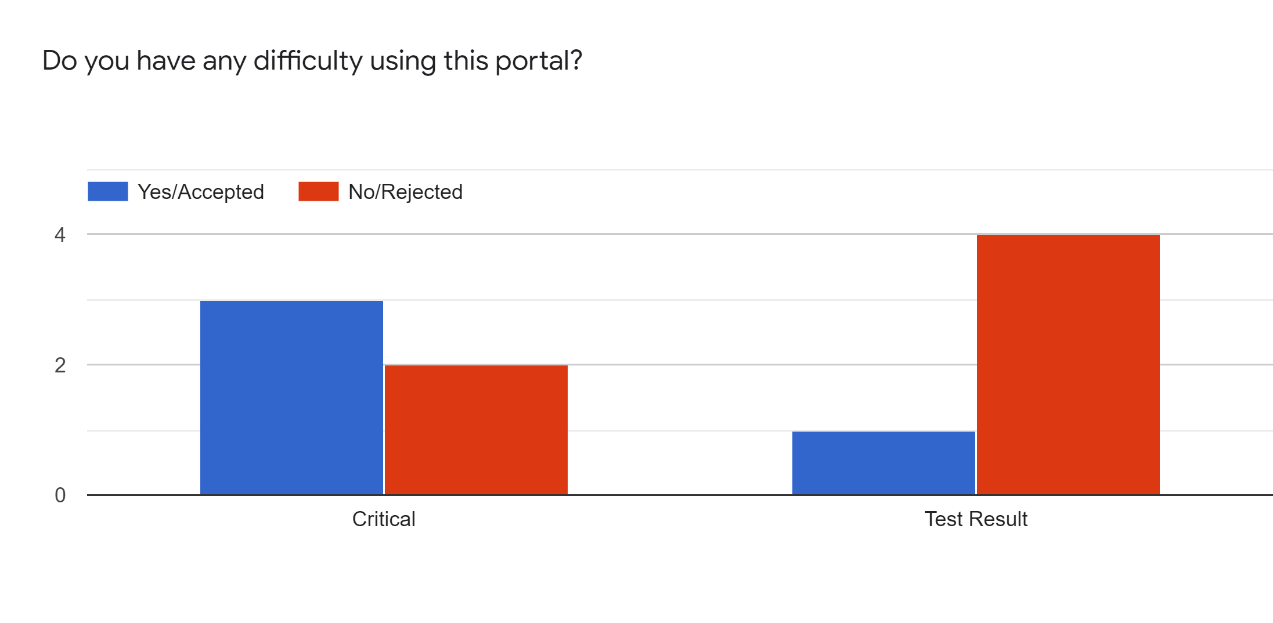 Do you have any difficulty using this portal?
Yes/Accepted No/Rejected
4
2
0
Critical Test Result